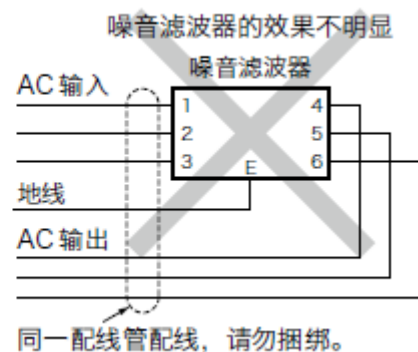 噪音滤波器的效果不明显
噪音滤波器
AC 输入
1 4
2 5
3 6
E
地线
AC 输出
同一配线管配线，请勿捆绑。